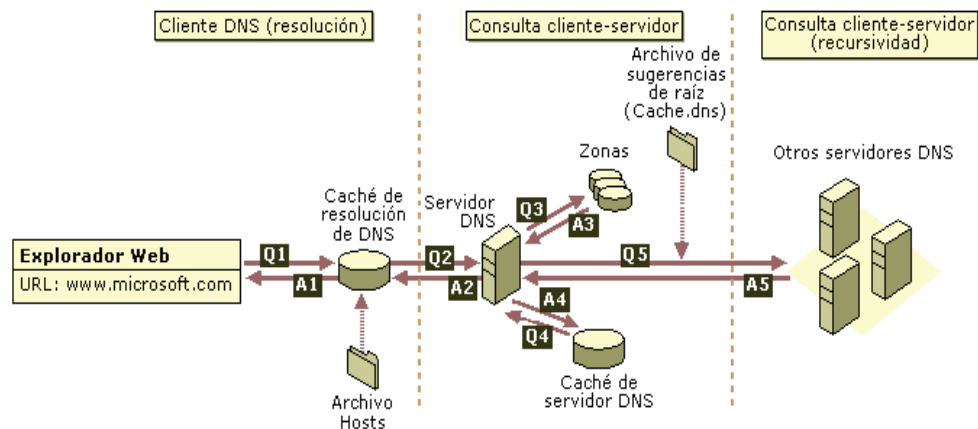 Cliente DNS (resolución)
Consulta cliente-servidor
Consulta cliente-servidor
(recursividad)
Archivo de
sugerencias
de raíz
(Cache.dns)
Zonas
Otros servidores DNS
Caché de
resolución
de DNS
Servidor
DNS
Q3
A3
Explorador Web
URL: www.microsoft.com
Q1
A1
Q2
A2
Q5
A5
A4
Q4
Archivo
Hosts
Caché de
servidor DNS